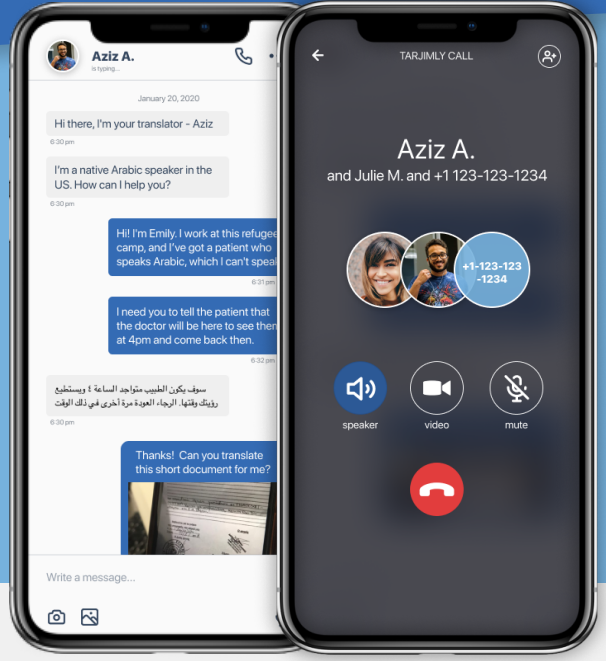 Aziz A.
is typing...
January 20, 2020
Hi there, I'm your translator - Aziz
6:30 pm
I'm a native Arabic speaker in the
US. How can I help you?
6:30 pm
Hi! I'm Emily. I work at this refugee
camp, and I've got a patient who
speaks Arabic, which I can't speak
6:31 pm
I need you to tell the patient that
the doctor will be here to see them
at 4pm and come back then.
6:32 pm
سوف يكون الطبيب متواجد الساعة ٤ ويستطيع
رؤيتك وقتها. الرجاء العودة مرة أخرى في ذلك الوقت
6:30 pm
Thanks! Can you translate
this short document for me?
Write a message...
TARJIMLY CALL
Aziz A.
and Julie M. and +1 123-123-1234
+1-123-123
-1234
speaker
video
mute